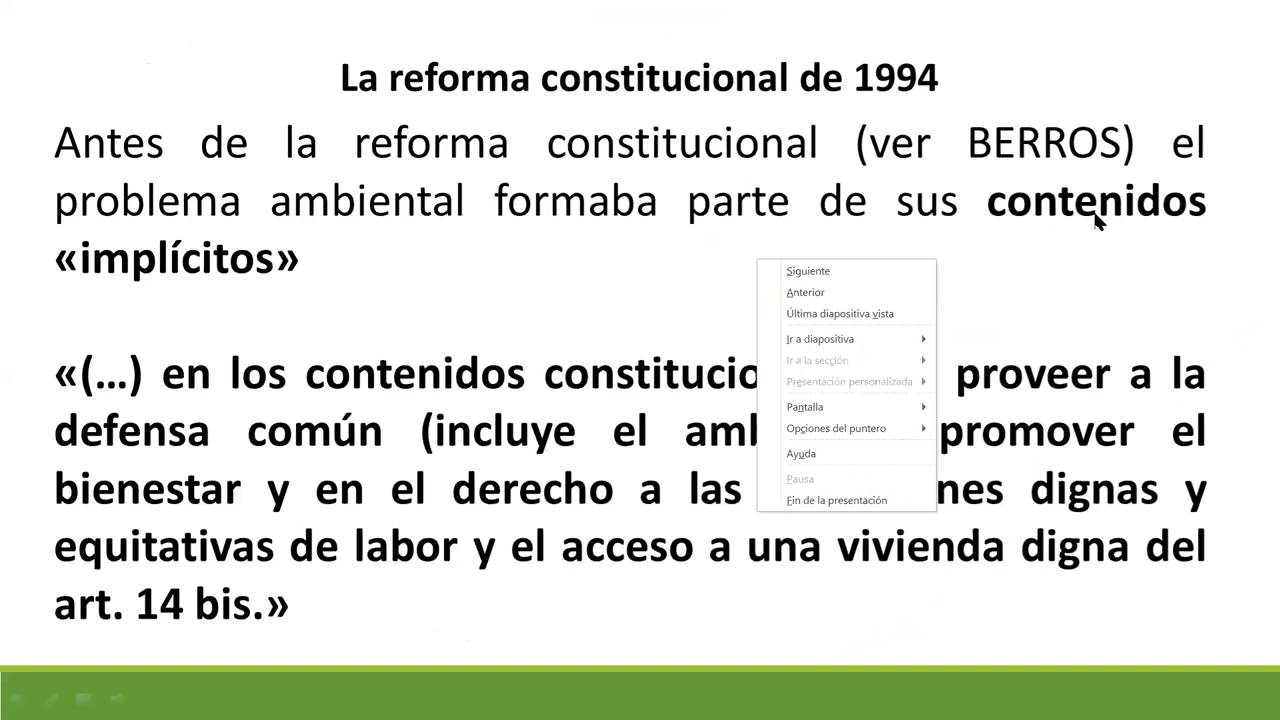 La reforma constitucional de 1994
Antes de la reforma constitucional (ver BERROS) el
problema ambiental formaba parte de sus contenidos
«implícitos»
«(...) en los contenidos constitucio proveer a la
defensa común (incluye el amb promover el
bienestar y en el derecho a las nes dignas y
equitativas de labor y el acceso a una vivienda digna del
art. 14 bis.»
Siguiente
Anterior
Última diapositiva vista
Ir a diapositiva
Ir a la sección
Presentación personalizada
Pantalla
Opciones del puntero
Ayuda
Pausa
Fin de la presentación